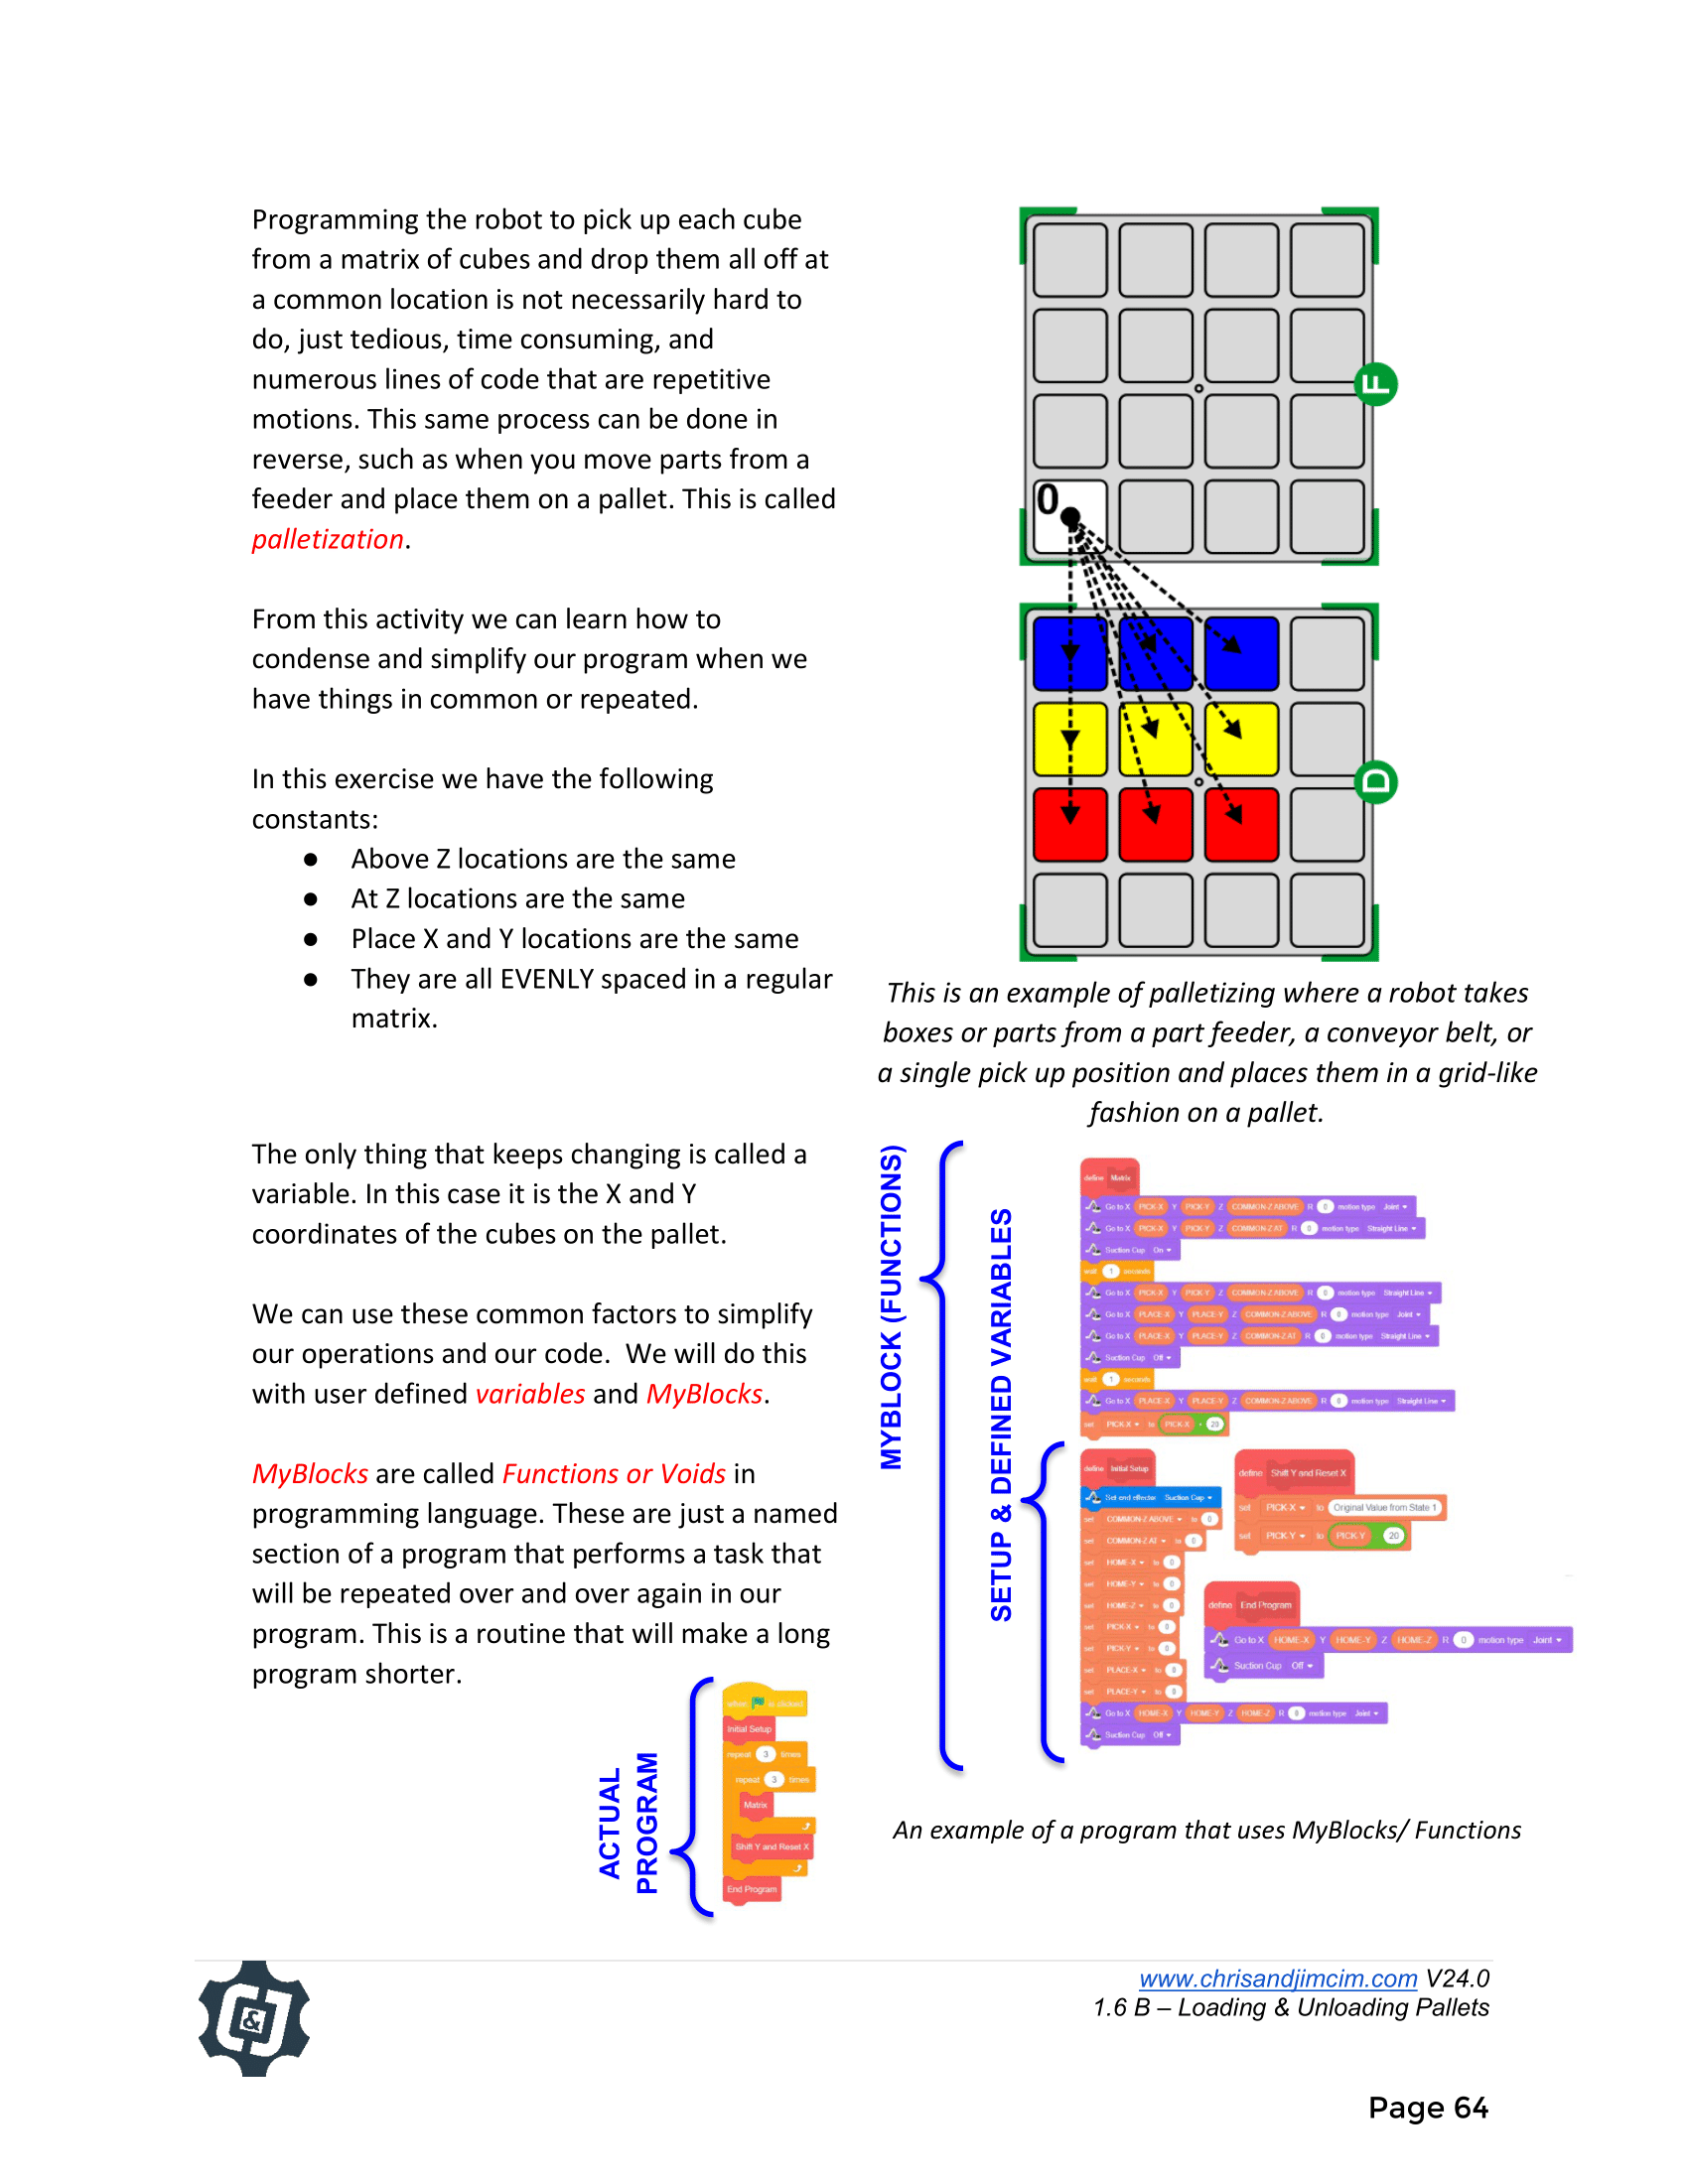 Programming the robot to pick up each cube
from a matrix of cubes and drop them all off at
a common location is not necessarily hard to
do, just tedious, time consuming, and
numerous lines of code that are repetitive
motions. This same process can be done in
reverse, such as when you move parts from a
feeder and place them on a pallet. This is called
palletization.
From this activity we can learn how to
condense and simplify our program when we
have things in common or repeated.
In this exercise we have the following
constants:
● Above Z locations are the same
● At Z locations are the same
● Place X and Y locations are the same
● They are all EVENLY spaced in a regular
matrix.
0
F
D
This is an example of palletizing where a robot takes
boxes or parts from a part feeder, a conveyor belt, or
a single pick up position and places them in a grid-like
fashion on a pallet.
The only thing that keeps changing is called a
variable. In this case it is the X and Y
coordinates of the cubes on the pallet.
We can use these common factors to simplify
our operations and our code.  We will do this
with user defined variables and MyBlocks.
MyBlocks are called Functions or Voids in
programming language. These are just a named
section of a program that performs a task that
will be repeated over and over again in our
program. This is a routine that will make a long
program shorter.
ACTUAL
PROGRAM
when is clicked
Initial Setup
repeat 3 times
repeat 3 times
Matrix
Shift Y and Reset X
End Program
MYBLOCK (FUNCTIONS)
SETUP & DEFINED VARIABLES
define Matrix
Go to X PICK-X Y PICK-Y Z COMMON-Z ABOVE R 0 motion type Joint
Go to X PICK-X Y PICK-Y Z COMMON-Z AT R 0 motion type Straight Line
Suction Cup On
wait 1 seconds
Go to X PICK-X Y PICK-Y Z COMMON-Z ABOVE R 0 motion type Straight Line
Go to X PLACE-X Y PLACE-Y Z COMMON-Z ABOVE R 0 motion type Joint
Go to X PLACE-X Y PLACE-Y Z COMMON-Z AT R 0 motion type Straight Line
Suction Cup Off
wait 1 seconds
Go to X PLACE-X Y PLACE-Y Z COMMON-Z ABOVE R 0 motion type Straight Line
set PICK-X to PICK-X 20
define Initial Setup
Set end effector Suction Cup
set COMMON-Z ABOVE to 0
set COMMON-Z AT to 0
set HOME-X to 0
set HOME-Y to 0
set HOME-Z to 0
set PICK-X to 0
set PICK-Y to 0
set PLACE-X to 0
set PLACE-Y to 0
Go to X HOME-X Y HOME-Y Z HOME-Z R 0 motion type Joint
Suction Cup Off
define Shift Y and Reset X
set PICK-X to Original Value from State 1
set PICK-Y to PICK-Y 20
define End Program
Go to X HOME-X Y HOME-Y Z HOME-Z R 0 motion type Joint
Suction Cup Off
An example of a program that uses MyBlocks/ Functions
&
www.chrisandjimcim.com V24.0
1.6 B – Loading & Unloading Pallets
Page 64